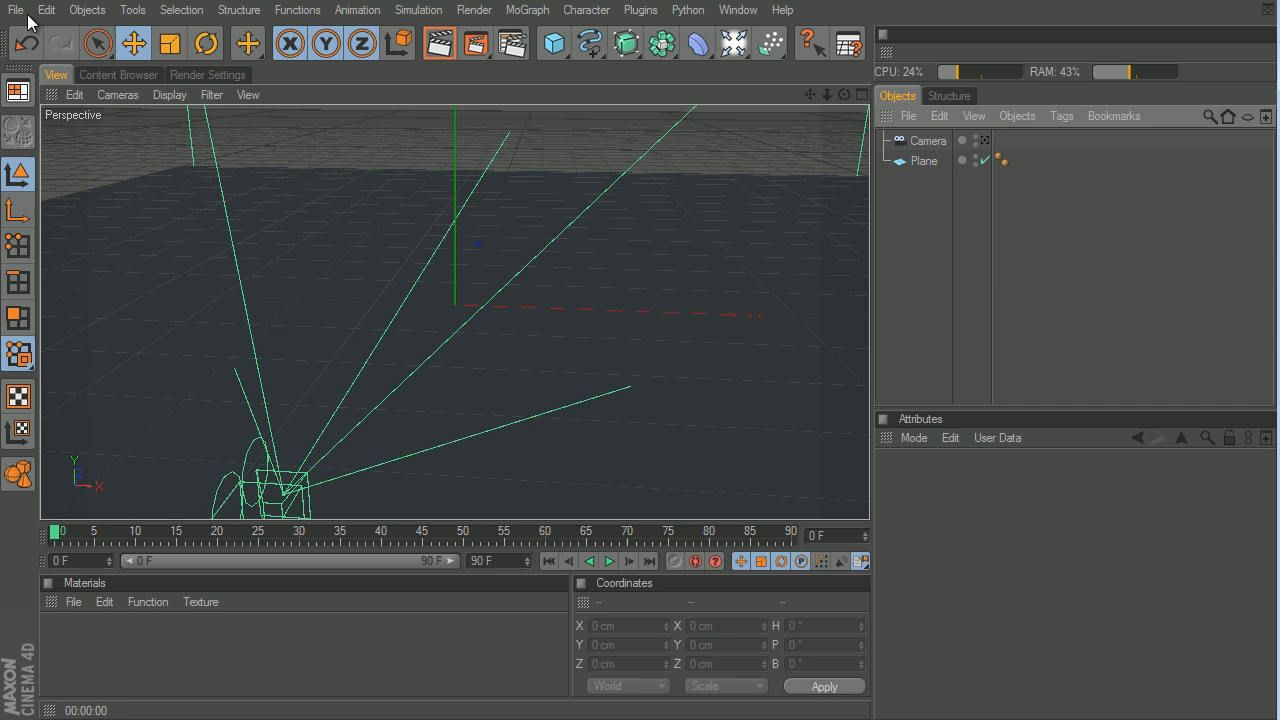 File Edit Objects Tools Selection Structure Functions Animation Simulation Render MoGraph Character Plugins Python Window Help
CPU: 24% RAM: 43%
View Content Browser Render Settings
Objects Structure
Edit Cameras Display Filter View
File Edit View Objects Tags Bookmarks
Perspective
Camera
Plane
Attributes
Mode Edit User Data
Y
Z
X
0 5 10 15 20 25 30 35 40 45 50 55 60 65 70 75 80 85 90 0 F
0 F 0 F 90 F 90 F
Materials
Coordinates
File Edit Function Texture
-- -- --
X 0 cm X 0 cm H 0 °
Y 0 cm Y 0 cm P 0 °
Z 0 cm Z 0 cm B 0 °
World Scale Apply
MAXON
CINEMA 4D
00:00:00